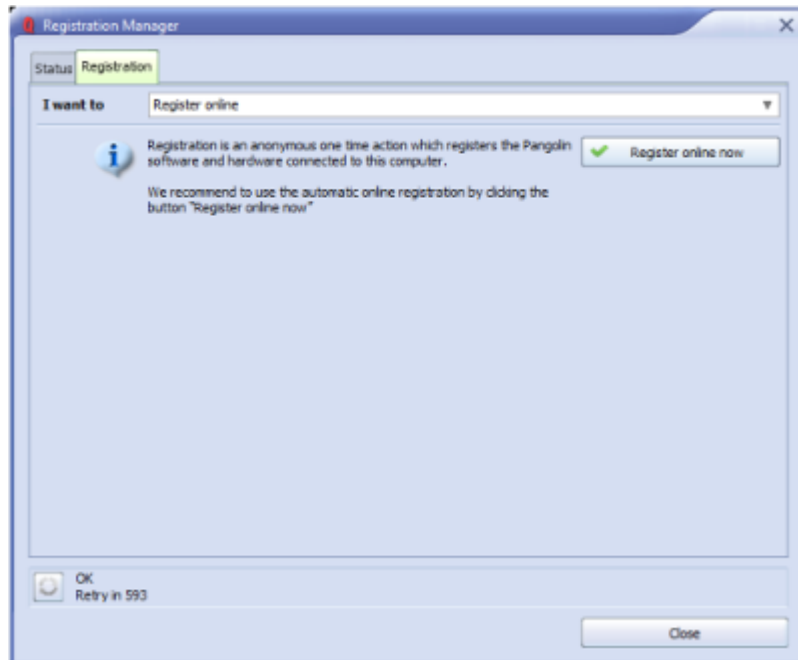 Registration Manager
Status Registration
I want to Register online
Registration is an anonymous one time action which registers the Pangolin
software and hardware connected to this computer.
Register online now
We recommend to use the automatic online registration by clicking the
button "Register online now"
OK
Retry in 593
Close